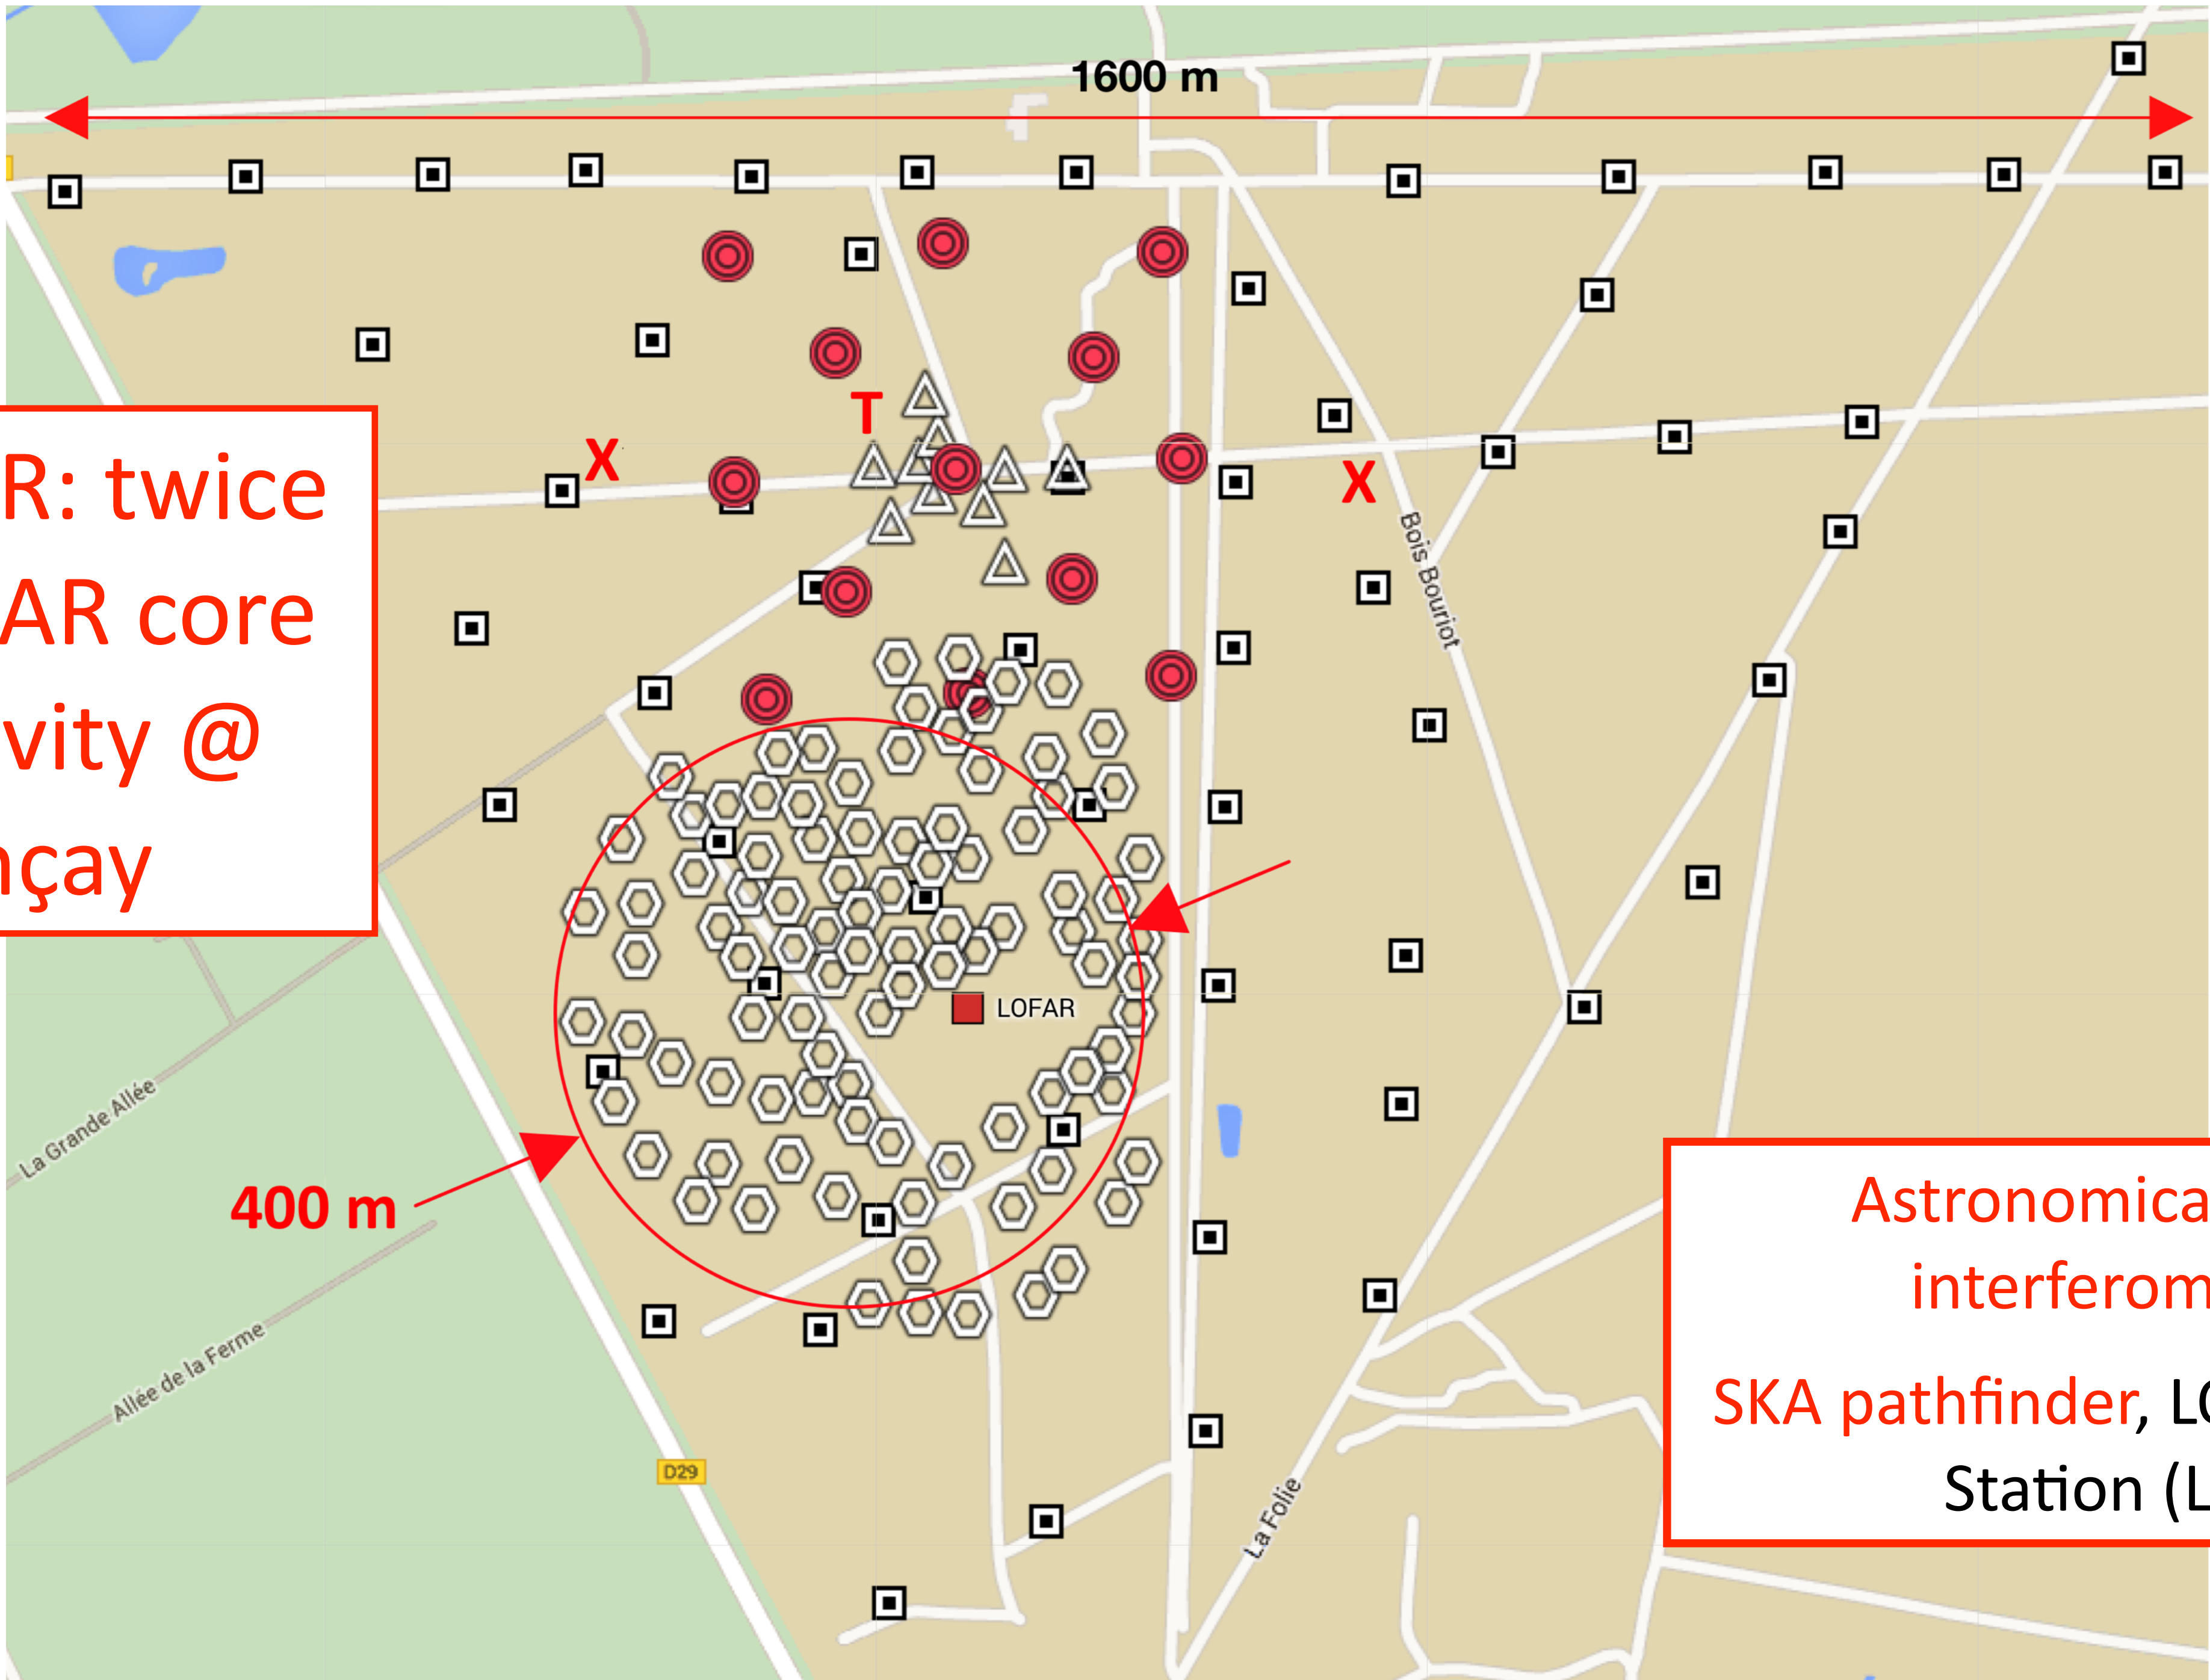 1600 m
T
X
X
R: twice
AR core
vity @
nçay
Bois Bouriot
LOFAR
La Grande Allée
400 m
Allée de la Ferme
D29
La Folie
Astronomica
interferom
SKA pathfinder, LO
Station (L